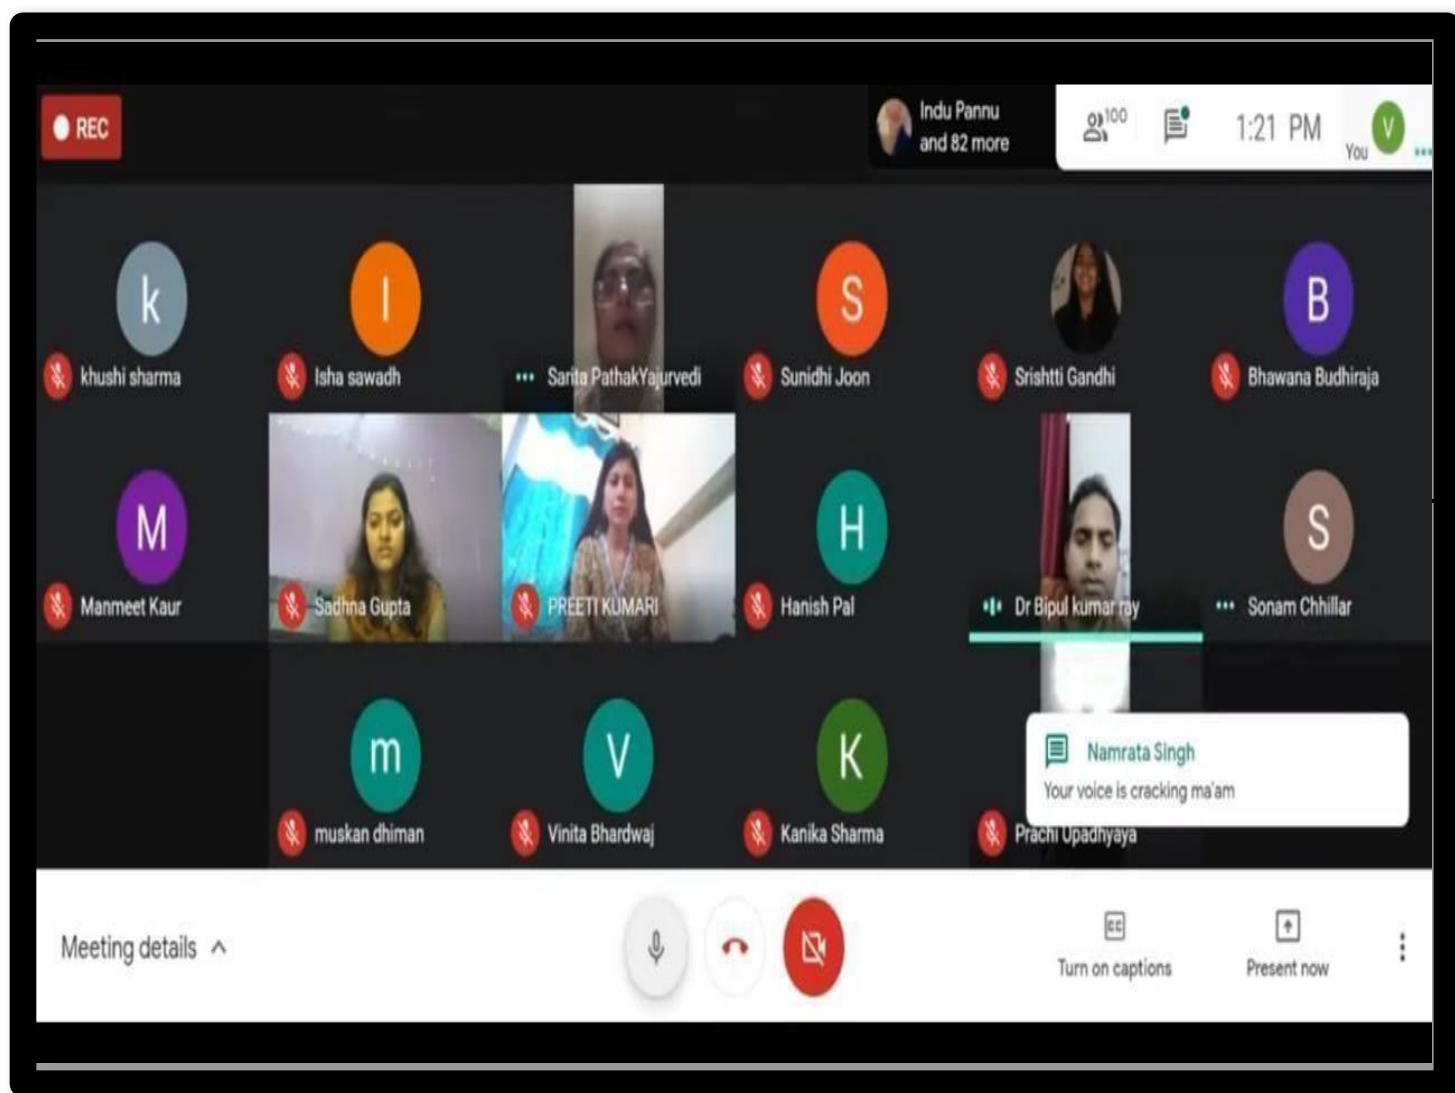 REC
Indu Pannu
and 82 more
100
1:21 PM
You
V
k
khushi sharma
I
Isha sawadh
Sarita PathakYajurvedi
S
Sunidhi Joon
Srishtti Gandhi
B
Bhawana Budhiraja
M
Manmeet Kaur
Sadhna Gupta
PREETI KUMARI
H
Hanish Pal
Dr Bipul kumar ray
S
Sonam Chhillar
m
muskan dhiman
V
Vinita Bhardwaj
K
Kanika Sharma
Prachi Upadhyaya
Namrata Singh
Your voice is cracking ma'am
Meeting details
CC
Turn on captions
Present now